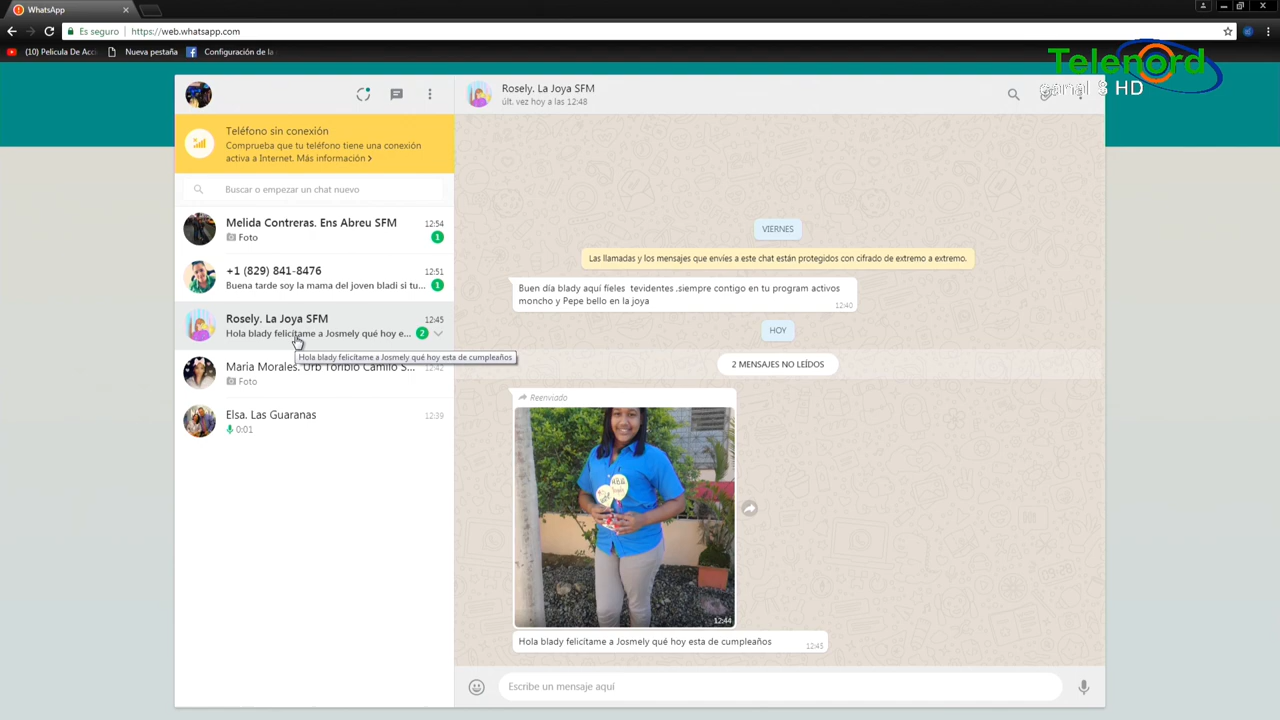 WhatsApp
Es seguro
https://web.whatsapp.com
(10) Pelicula De Acci
Nueva pestaña
Configuración de la
Telenord
canal 8 HD
Teléfono sin conexión
Comprueba que tu teléfono tiene una conexión
activa a Internet. Más información
Buscar o empezar un chat nuevo
Melida Contreras. Ens Abreu SFM
12:54
Foto
1
+1 (829) 841-8476
12:51
Buena tarde soy la mama del joven bladi si tu...
1
Rosely. La Joya SFM
12:45
Hola blady felicítame a Josmely qué hoy e...
2
Hola blady felicítame a Josmely qué hoy esta de cumpleaños
Maria Morales. Urb Toribio Camilo S...
12:42
Foto
Elsa. Las Guaranas
12:39
0:01
Rosely. La Joya SFM
últ. vez hoy a las 12:48
VIERNES
Las llamadas y los mensajes que envíes a este chat están protegidos con cifrado de extremo a extremo.
Buen día blady aquí fieles tevidentes .siempre contigo en tu program activos
moncho y Pepe bello en la joya
12:40
HOY
2 MENSAJES NO LEÍDOS
Reenviado
12:44
Hola blady felicítame a Josmely qué hoy esta de cumpleaños
12:45
Escribe un mensaje aquí